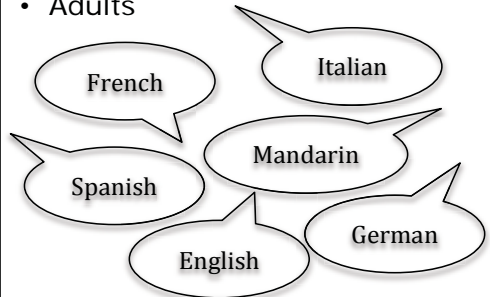 • Adults
Italian
French
Mandarin
Spanish
German
English